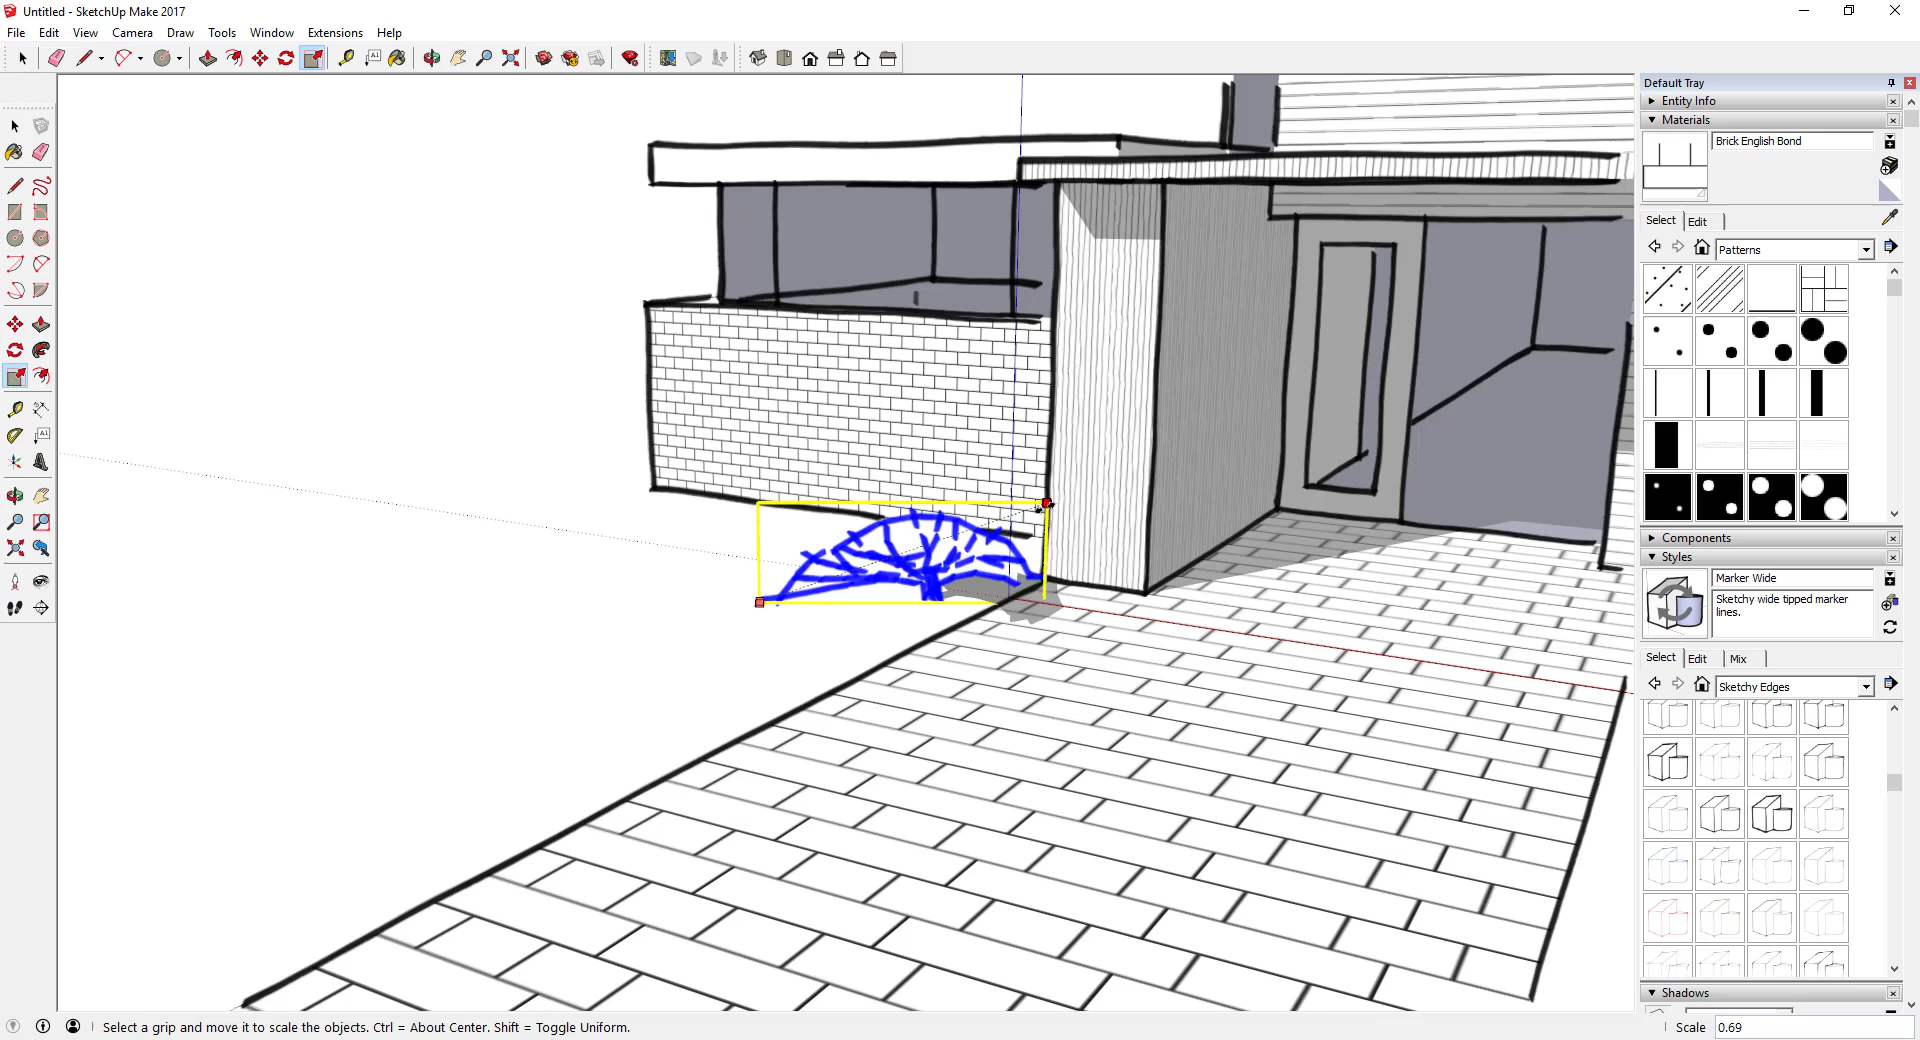 Untitled - SketchUp Make 2017
File Edit View Camera Draw Tools Window Extensions Help
Default Tray
Entity Info
Materials
Brick English Bond
Select Edit
Patterns
Components
Styles
Marker Wide
Sketchy wide tipped marker
lines.
Select Edit Mix
Sketchy Edges
Shadows
Select a grip and move it to scale the objects. Ctrl = About Center. Shift = Toggle Uniform.
Scale 0.69